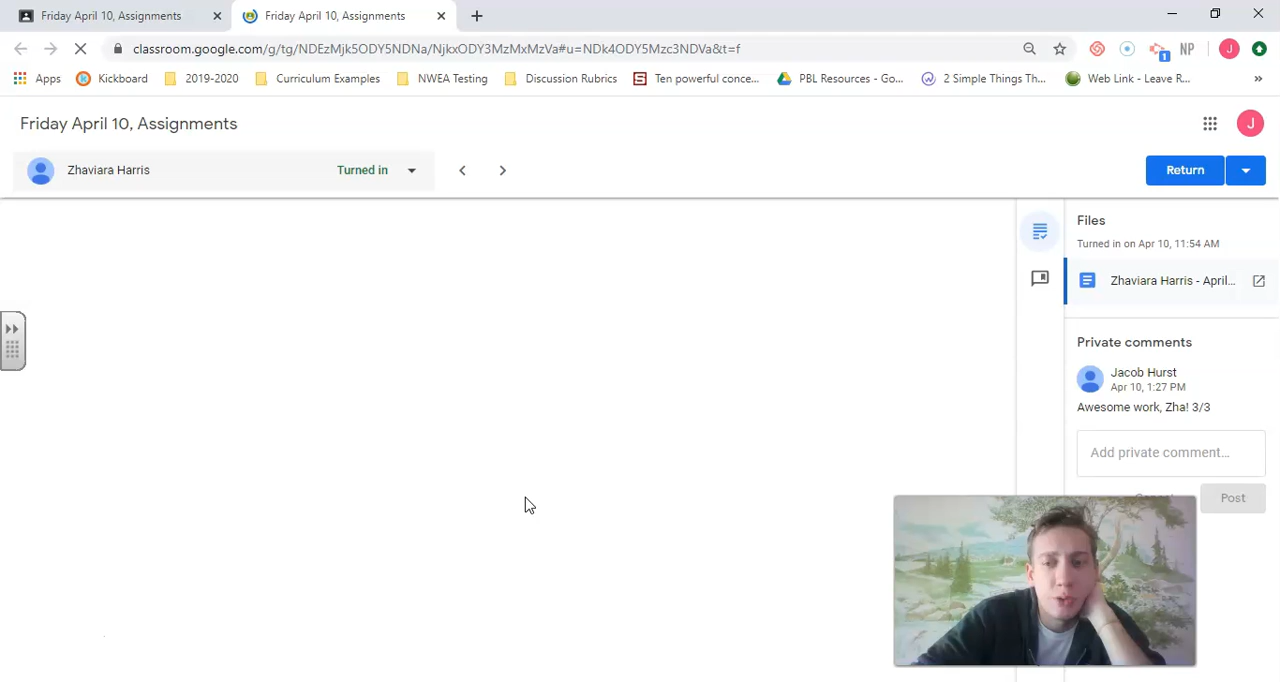 Friday April 10, Assignments
Friday April 10, Assignments
classroom.google.com/g/tg/NDEzMjk5ODY5NDNa/NjkxODY3MzMxMzVa#u=NDk4ODY5Mzc3NDVa&t=f
NP
J
1
Apps
Kickboard
2019-2020
Curriculum Examples
NWEA Testing
Discussion Rubrics
Ten powerful conce...
PBL Resources - Go...
2 Simple Things Th...
Web Link - Leave R...
»
Friday April 10, Assignments
J
Zhaviara Harris
Turned in
Return
Files
Turned in on Apr 10, 11:54 AM
Zhaviara Harris - April...
Private comments
Jacob Hurst
Apr 10, 1:27 PM
Awesome work, Zha! 3/3
Add private comment...
Post